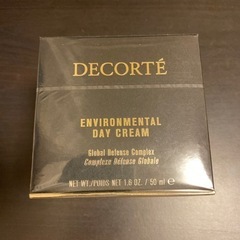 DECORTÉ
ENVIRONMENTAL
DAY CREAM
Global Defense Complex
Complexe Défense Globale
NET WT./POIDS NET 1.6 OZ. / 50 ml ℮